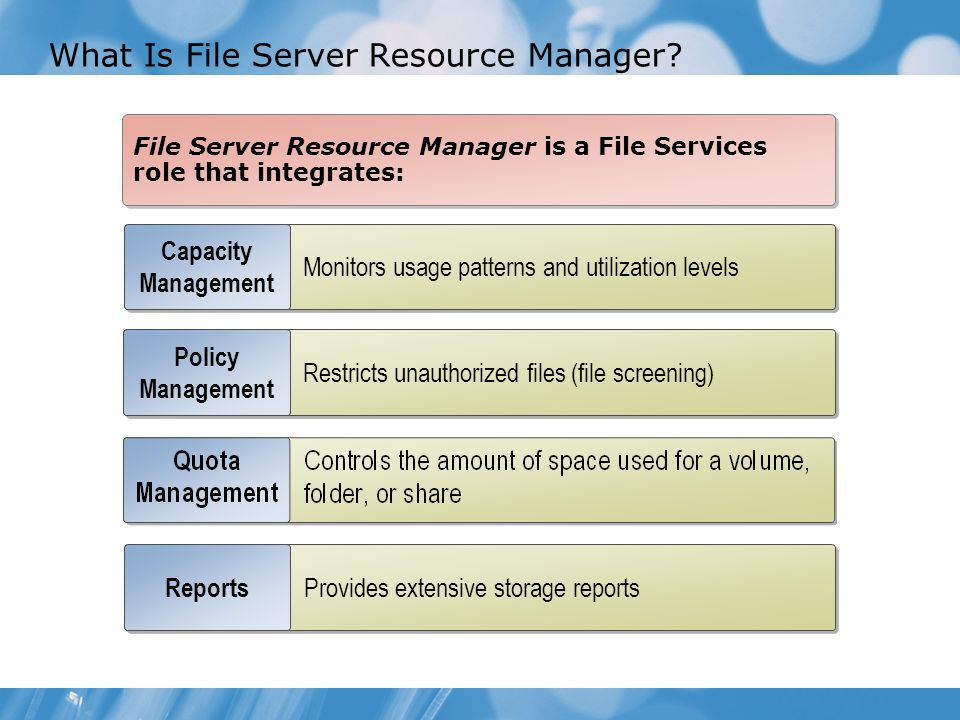 What Is File Server Resource Manager?
File Server Resource Manager is a File Services
role that integrates:
Capacity
Management
Monitors usage patterns and utilization levels
Policy
Management
Restricts unauthorized files (file screening)
Quota
Management
Controls the amount of space used for a volume,
folder, or share
Reports
Provides extensive storage reports